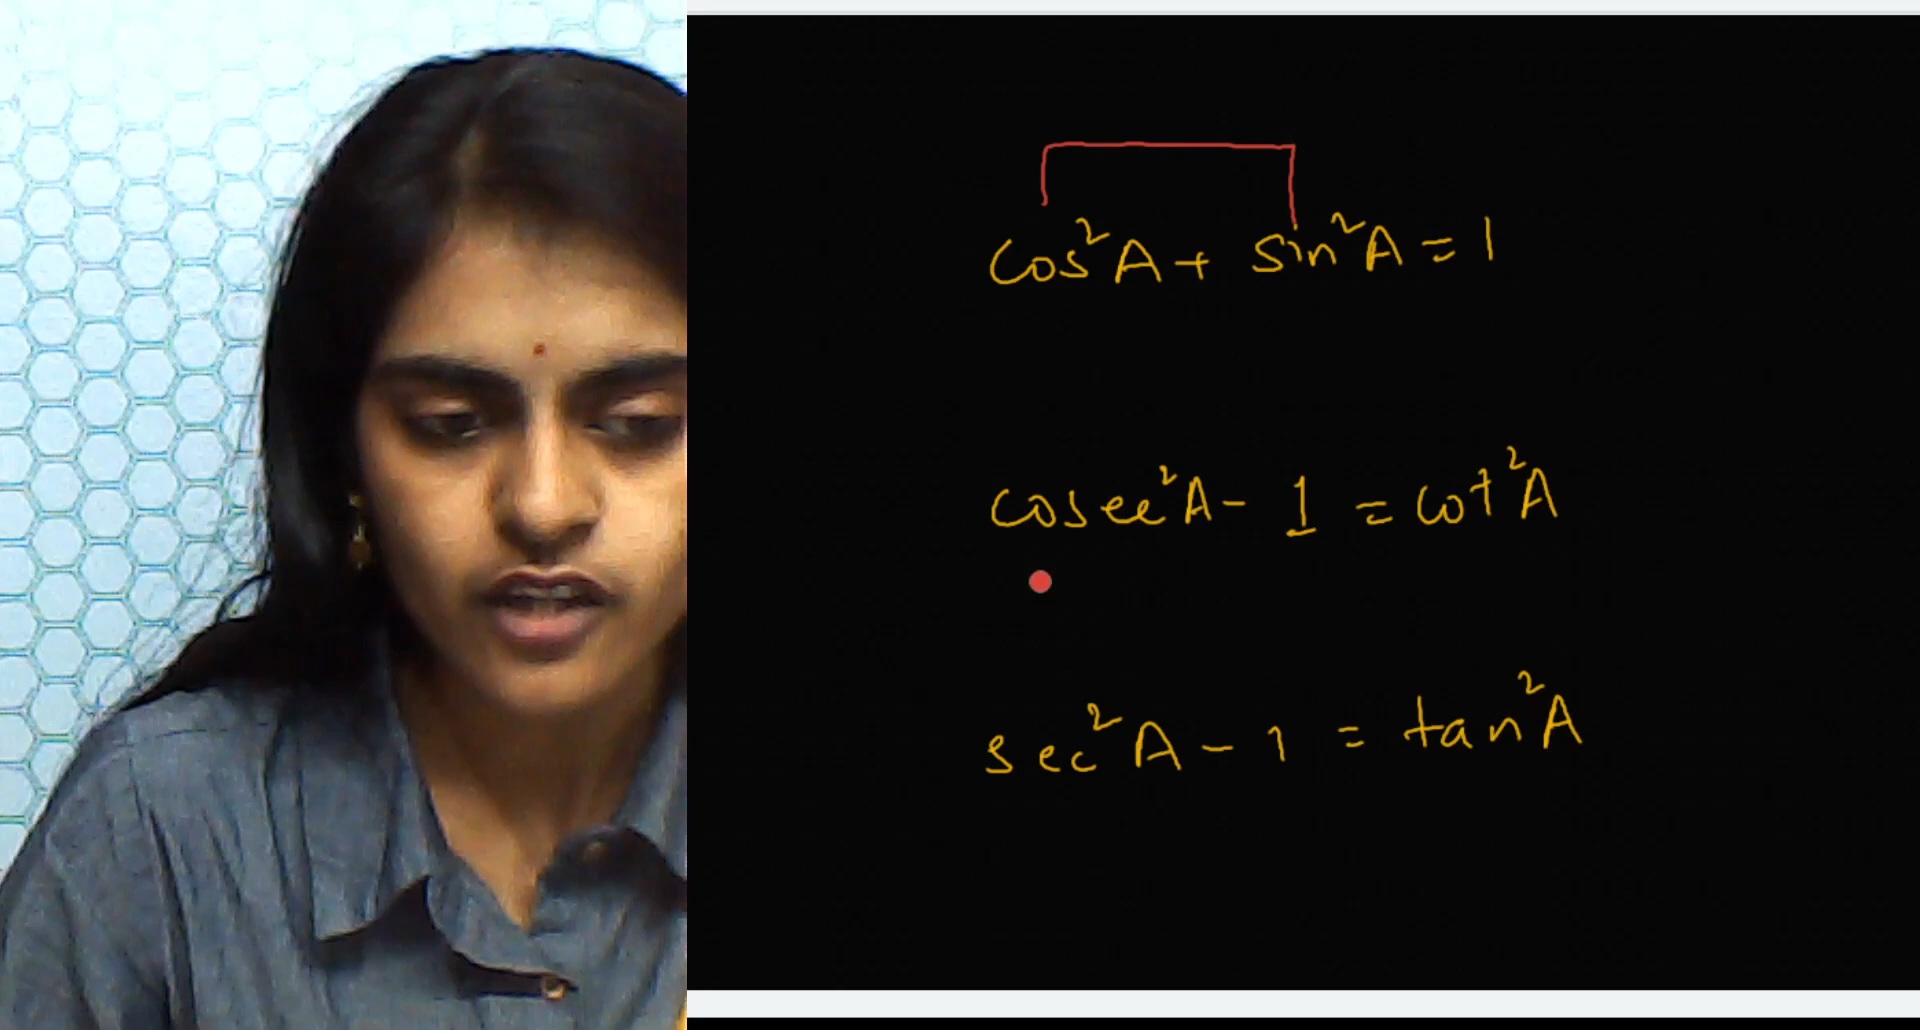 cos²A + sin²A = 1
cosec²A - 1 = cot²A
sec²A - 1 = tan²A